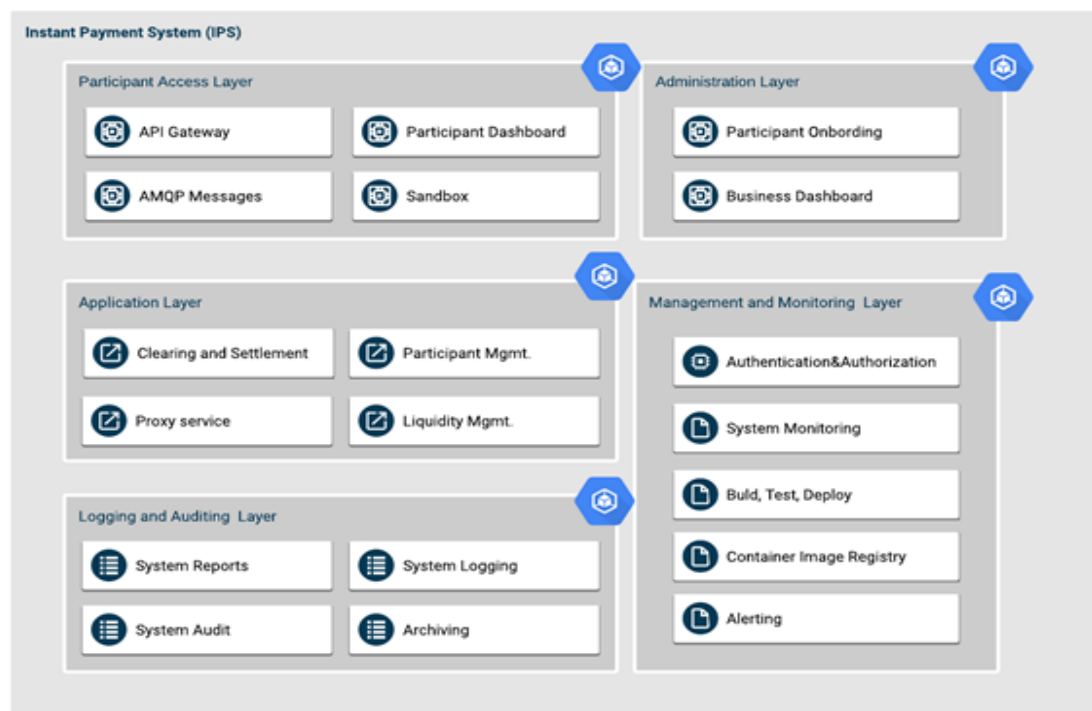 Instant Payment System (IPS)
Participant Access Layer
API Gateway
Participant Dashboard
AMQP Messages
Sandbox
Administration Layer
Participant Onbording
Business Dashboard
Application Layer
Clearing and Settlement
Participant Mgmt.
Proxy service
Liquidity Mgmt.
Management and Monitoring Layer
Authentication&Authorization
System Monitoring
Buld, Test, Deploy
Container Image Registry
Alerting
Logging and Auditing Layer
System Reports
System Logging
System Audit
Archiving